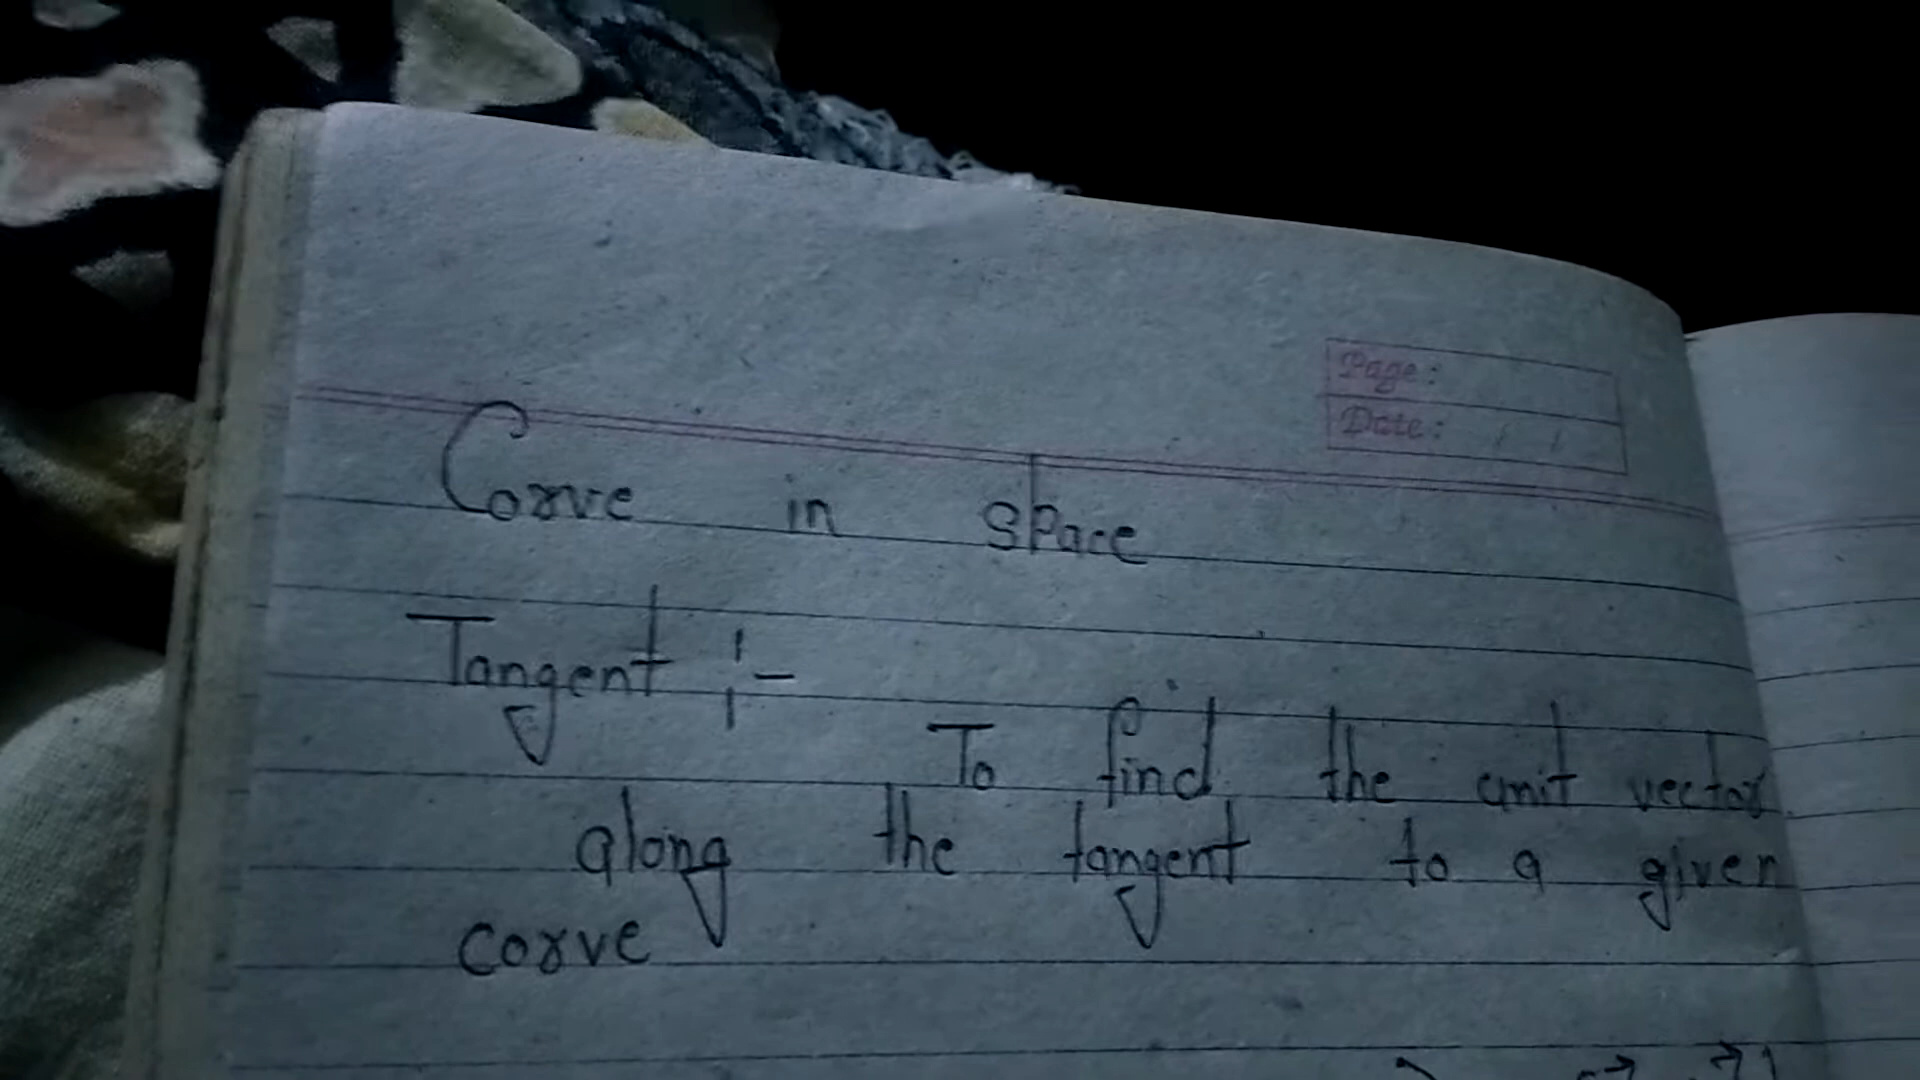 Page:
Date: / /
Corve in space
Tangent :-
To find the unit vector
along the tangent to a given
corve